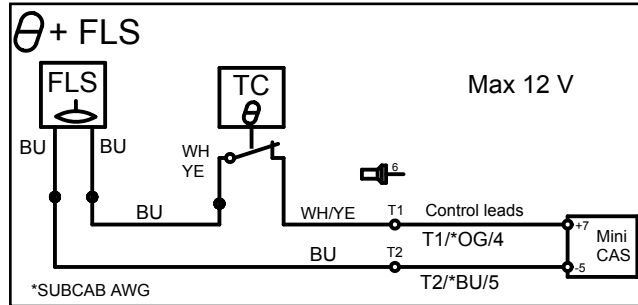 θ + FLS
FLS
TC
θ
Max 12 V
BU
BU
WH
YE
6
BU
WH/YE
T1
Control leads
+7
T1/*OG/4
Mini
CAS
BU
T2
-5
T2/*BU/5
*SUBCAB AWG